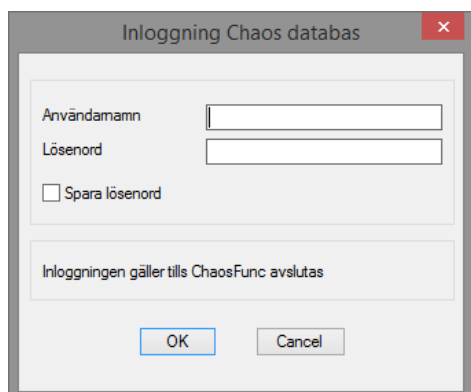 Inloggning Chaos databas
Användarnamn
Lösenord
Spara lösenord
Inloggningen gäller tills ChaosFunc avslutas
OK Cancel